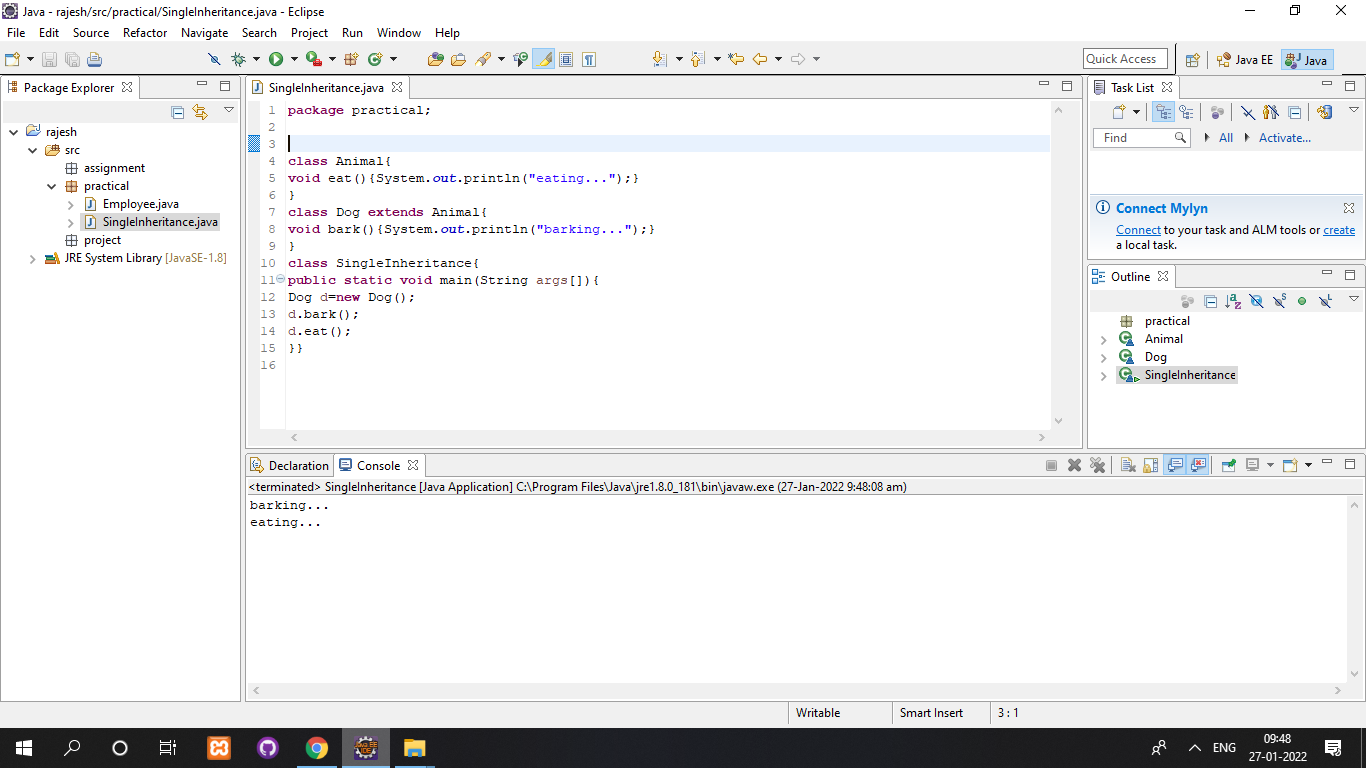 Java - rajesh/src/practical/SingleInheritance.java - Eclipse
File Edit Source Refactor Navigate Search Project Run Window Help
Quick Access Java EE Java
Package Explorer
rajesh
src
assignment
practical
Employee.java
SingleInheritance.java
project
JRE System Library [JavaSE-1.8]
SingleInheritance.java
1 package practical;
2
3
4 class Animal{
5 void eat(){System.out.println("eating...");}
6 }
7 class Dog extends Animal{
8 void bark(){System.out.println("barking...");}
9 }
10 class SingleInheritance{
11 public static void main(String args[]){
12 Dog d=new Dog();
13 d.bark();
14 d.eat();
15 }}
16
Task List
Find All Activate...
Connect Mylyn
Connect to your task and ALM tools or create
a local task.
Outline
practical
Animal
Dog
SingleInheritance
Declaration Console
<terminated> SingleInheritance [Java Application] C:\Program Files\Java\jre1.8.0_181\bin\javaw.exe (27-Jan-2022 9:48:08 am)
barking...
eating...
Writable Smart Insert 3 : 1
JAVA EE
IDE
ENG
09:48
27-01-2022